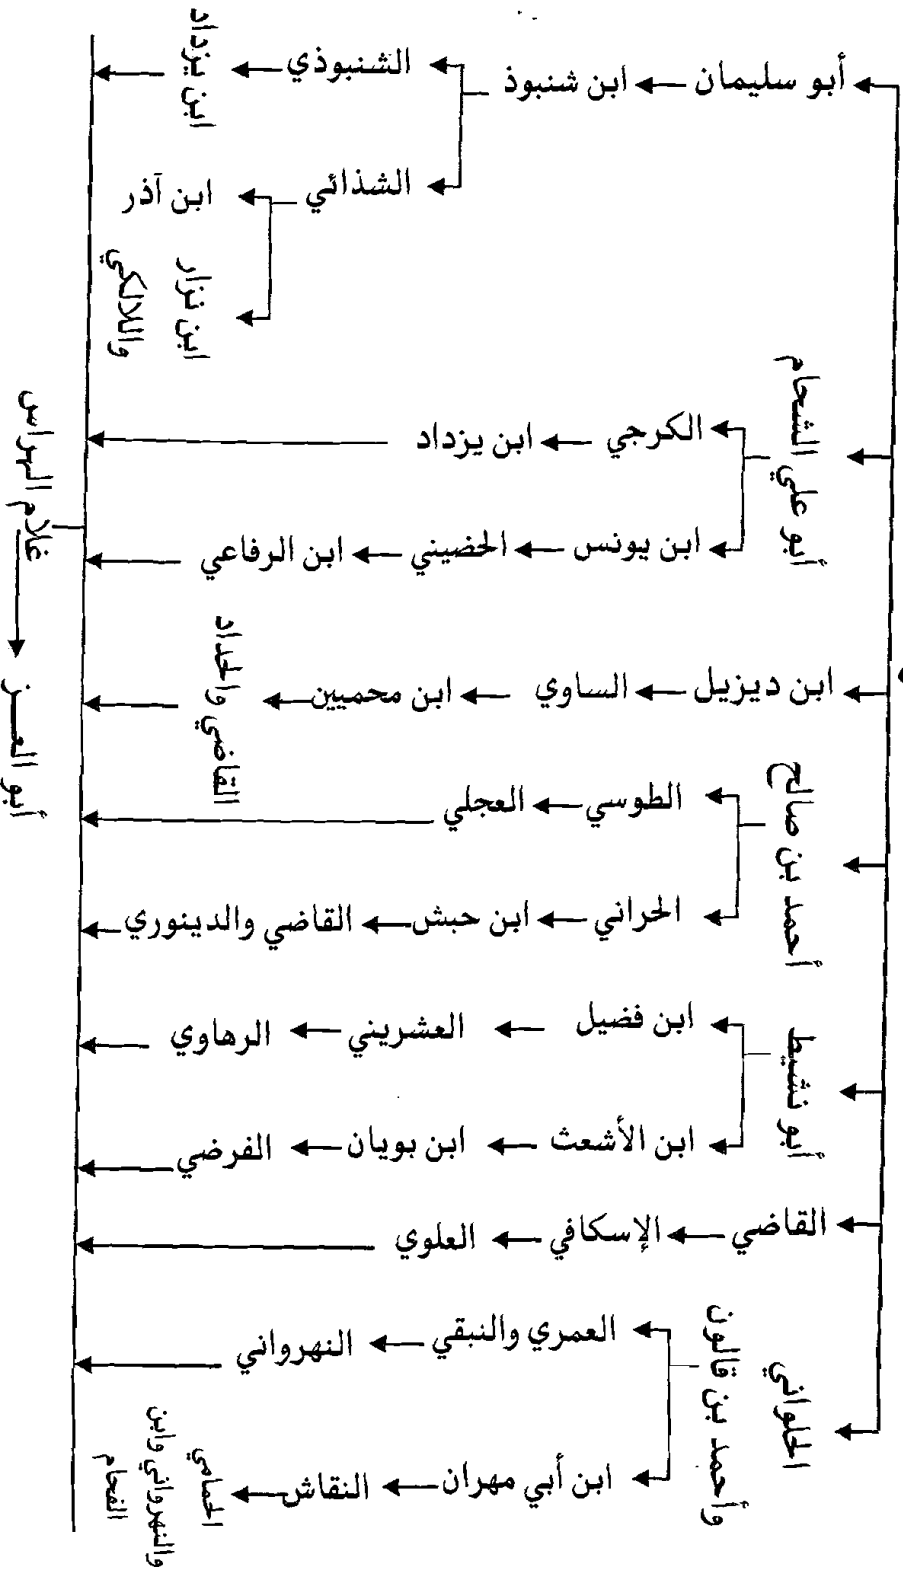 أبو سليمان ابن شنبوذ الشنبوذي ابن يزداد
الشذائي ابن آذر
ابن نزار
واللالكي
أبو علي الشحام
الكرجي ابن يزداد
ابن يونس الحضيني ابن الرفاعي
ابن ديزيل الساوي ابن محميين القاضي والحداد
أحمد بن صالح
الطوسي العجلي
الحراني ابن حبش القاضي والدينوري
أبو نشيط
ابن فضيل العشريني الرهاوي
ابن الأشعث ابن بويان الفرضي
القاضي الإسكافي العلوي
الحلواني
وأحمد بن قالون
العمري والنبقي النهرواني
ابن أبي مهران النقاش
الحمامي
والنهرواني وابن
الفحام
غلام الهراس أبو العـــز